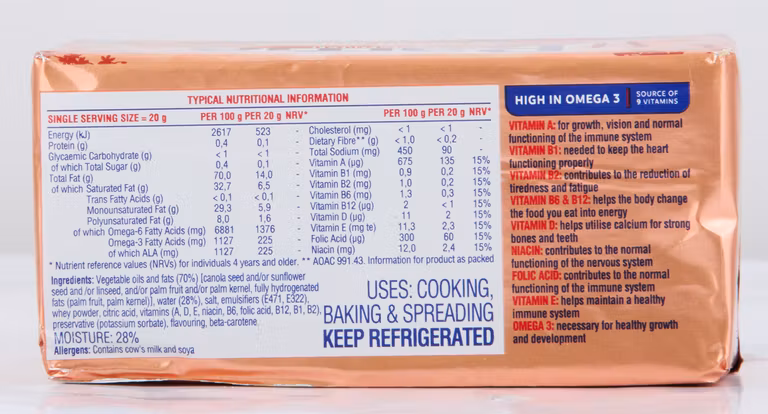 TYPICAL NUTRITIONAL INFORMATION
SINGLE SERVING SIZE = 20 g PER 100 g PER 20 g NRV*
Energy (kJ) 2617 523 -
Protein (g) 0,4 0,1 -
Glycaemic Carbohydrate (g) < 1 < 1 -
of which Total Sugar (g) 0,4 0,1 -
Total Fat (g) 70,0 14,0 -
of which Saturated Fat (g) 32,7 6,5 -
Trans Fatty Acids (g) < 0,1 < 0,1 -
Monounsaturated Fat (g) 29,3 5,9 -
Polyunsaturated Fat (g) 8,0 1,6 -
of which Omega-6 Fatty Acids (mg) 6881 1376 -
Omega-3 Fatty Acids (mg) 1127 225 -
of which ALA (mg) 1127 225 -
PER 100 g PER 20 g NRV*
Cholesterol (mg) < 1 < 1 -
Dietary Fibre** (g) < 1,0 < 0,2 -
Total Sodium (mg) 450 90 -
Vitamin A (µg) 675 135 15%
Vitamin B1 (mg) 0,9 0,2 15%
Vitamin B2 (mg) 1,0 0,2 15%
Vitamin B6 (mg) 1,3 0,3 15%
Vitamin B12 (µg) 2 < 1 15%
Vitamin D (µg) 11 2 15%
Vitamin E (mg te) 11,3 2,3 15%
Folic Acid (µg) 300 60 15%
Niacin (mg) 12,0 2,4 15%
* Nutrient reference values (NRVs) for individuals 4 years and older. ** AOAC 991.43. Information for product as packed
Ingredients: Vegetable oils and fats (70%) [canola seed and/or sunflower
seed and /or linseed, and/or palm fruit and/or palm kernel, fully hydrogenated
fats (palm fruit, palm kernel)], water (28%), salt, emulsifiers (E471, E322),
whey powder, citric acid, vitamins (A, D, E, niacin, B6, folic acid, B12, B1, B2),
preservative (potassium sorbate), flavouring, beta-carotene.
MOISTURE: 28%
Allergens: Contains cow's milk and soya
USES: COOKING,
BAKING & SPREADING
KEEP REFRIGERATED
HIGH IN OMEGA 3 SOURCE OF
9 VITAMINS
VITAMIN A: for growth, vision and normal
functioning of the immune system
VITAMIN B1: needed to keep the heart
functioning properly
VITAMIN B2: contributes to the reduction of
tiredness and fatigue
VITAMIN B6 & B12: helps the body change
the food you eat into energy
VITAMIN D: helps utilise calcium for strong
bones and teeth
NIACIN: contributes to the normal
functioning of the nervous system
FOLIC ACID: contributes to the normal
functioning of the immune system
VITAMIN E: helps maintain a healthy
immune system
OMEGA 3: necessary for healthy growth
and development